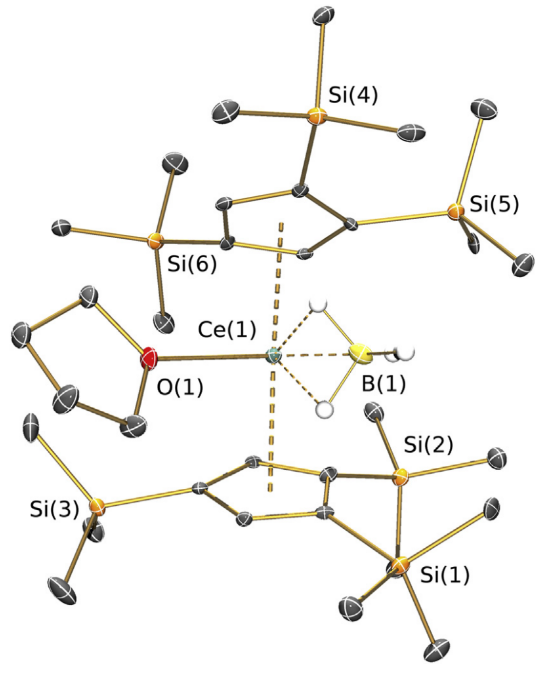 Si(4)
Si(5)
Si(6)
Ce(1)
O(1)
B(1)
Si(2)
Si(3)
Si(1)